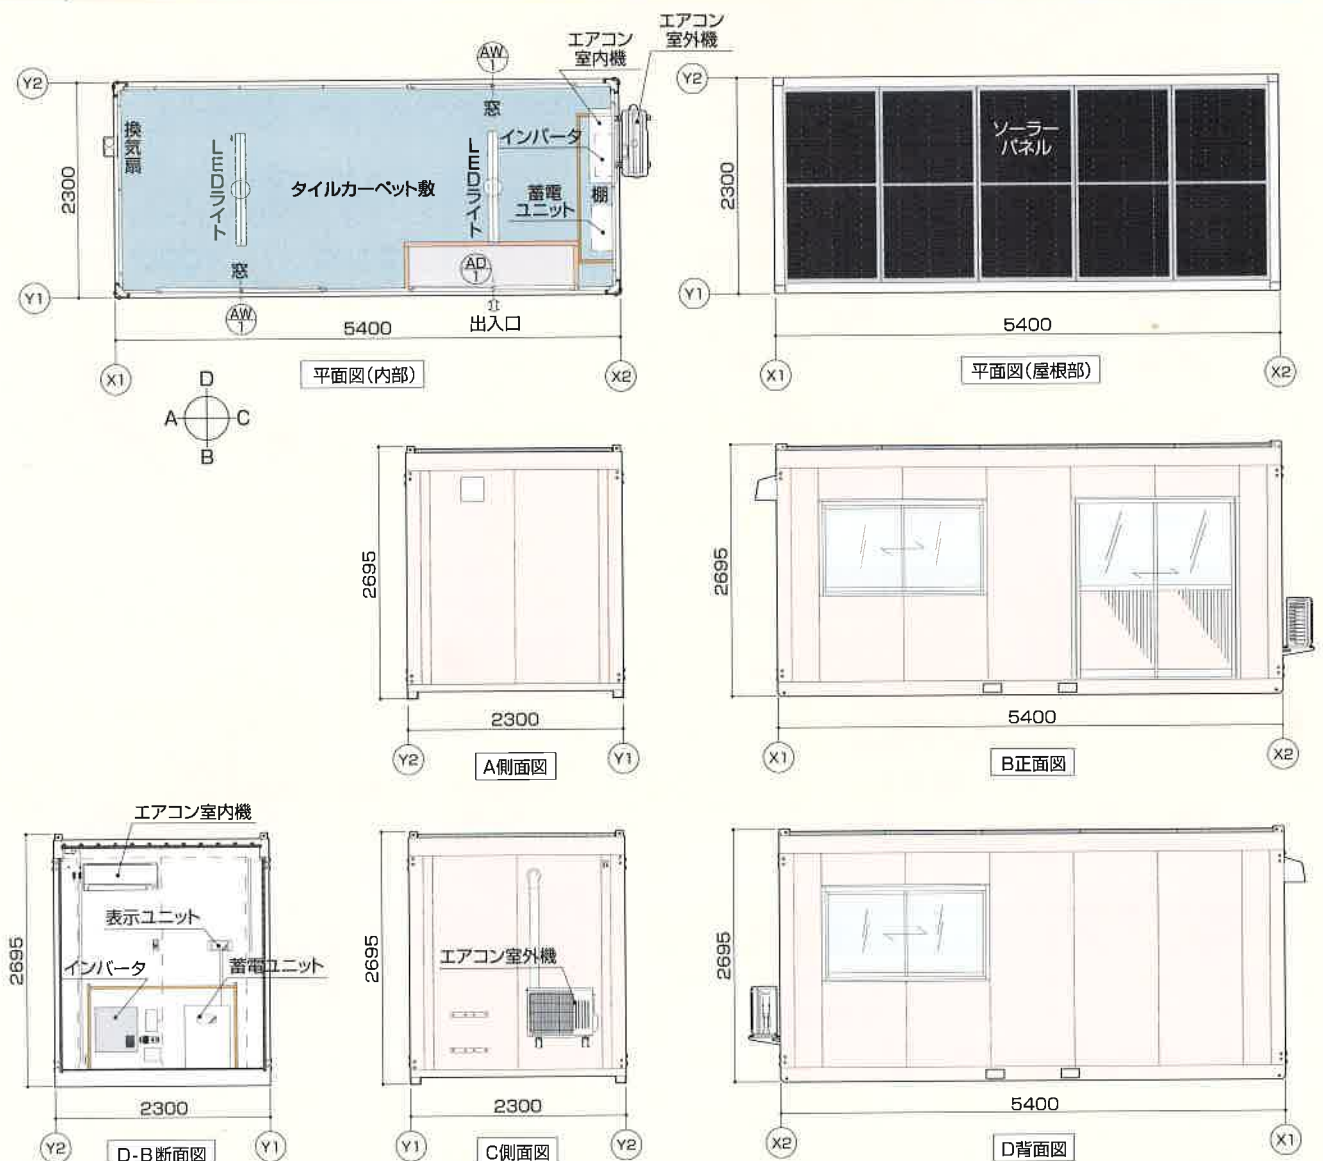 エアコン
室内機
エアコン
室外機
Y2
AW
1
窓
換気扇
LEDライト
タイルカーペット敷
LEDライト
インバータ
蓄電
ユニット
棚
2300
窓
AD
1
Y1
AW
1
5400
出入口
X1
X2
平面図(内部)
Y2
ソーラー
パネル
2300
Y1
5400
X1
X2
平面図(屋根部)
D
A
C
B
2695
2300
Y2
Y1
A側面図
2695
5400
X1
X2
B正面図
エアコン室内機
表示ユニット
インバータ
蓄電ユニット
2695
2300
Y2
Y1
D-B断面図
エアコン室外機
2695
2300
Y1
Y2
C側面図
2695
5400
X2
X1
D背面図